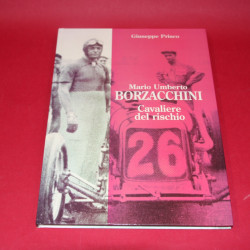 Giuseppe Prisco
Mario Umberto
BORZACCHINI
Cavaliere
del rischio
26